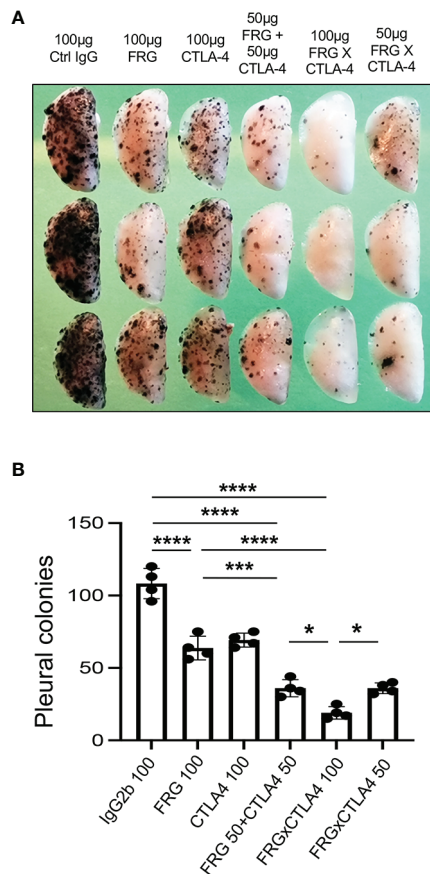 A
100µg
Ctrl IgG
100µg
FRG
100µg
CTLA-4
50µg
FRG +
50µg
CTLA-4
100µg
FRG X
CTLA-4
50µg
FRG X
CTLA-4
B
****
****
**** ****
***
* *
150
100
50
0
Pleural colonies
IgG2b 100
FRG 100
CTLA4 100
FRG 50+CTLA4 50
FRGxCTLA4 100
FRGxCTLA4 50